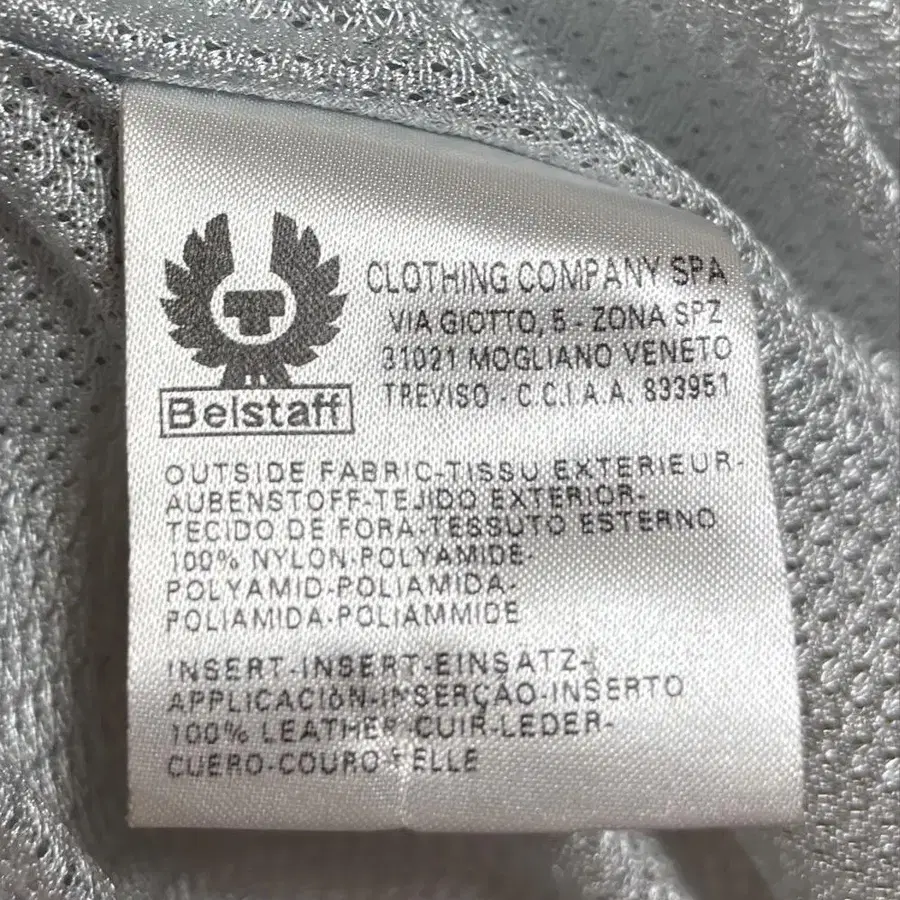 CLOTHING COMPANY SPA
VIA GIOTTO, 5 - ZONA SPZ
31021 MOGLIANO VENETO
TREVISO - C.C.I.A.A. 833951
Belstaff
OUTSIDE FABRIC-TISSU EXTERIEUR-
AUBENSTOFF-TEJIDO EXTERIOR-
TECIDO DE FORA-TESSUTO ESTERNO
100% NYLON-POLYAMIDE-
POLYAMID-POLIAMIDA-
POLIAMIDA-POLIAMMIDE
INSERT-INSERT-EINSATZ-
APPLICACIÓN-INSERÇAO-INSERTO
100% LEATHER-CUIR-LEDER-
CUERO-COURO-PELLE